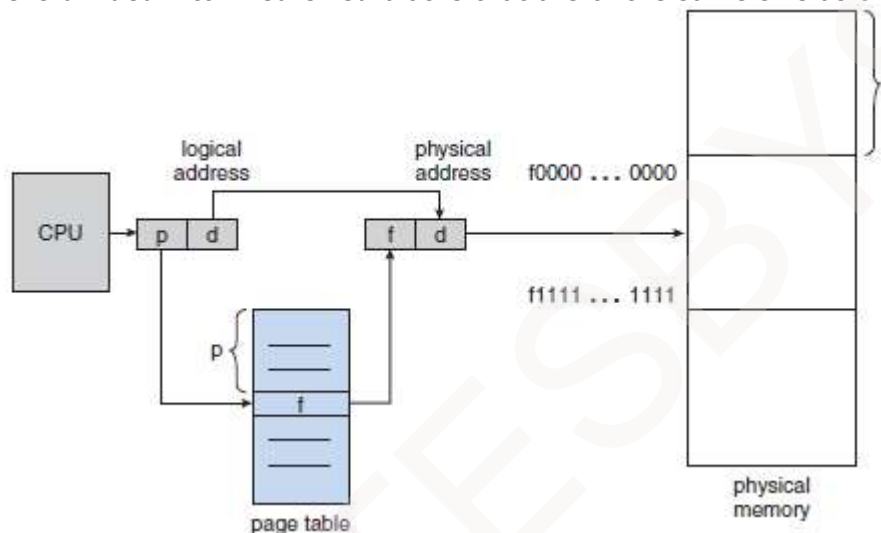 logical
address
physical
address
f0000 ... 0000
CPU
p
d
f
d
f1111 ... 1111
p
f
page table
physical
memory